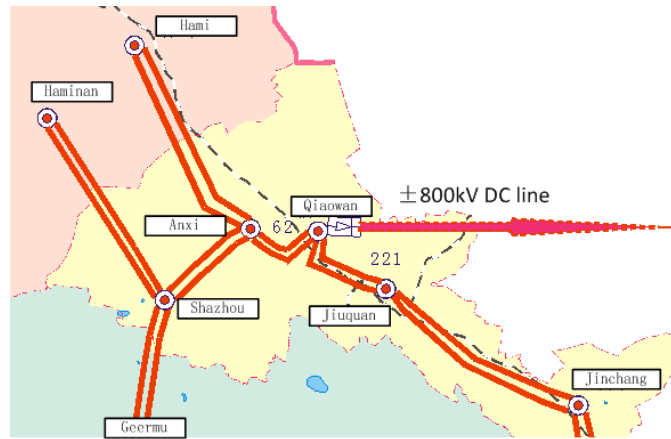 Hami
Haminan
Qiaowan
±800kV DC line
Anxi
62
221
Shazhou
Jiuquan
Jinchang
Geermu